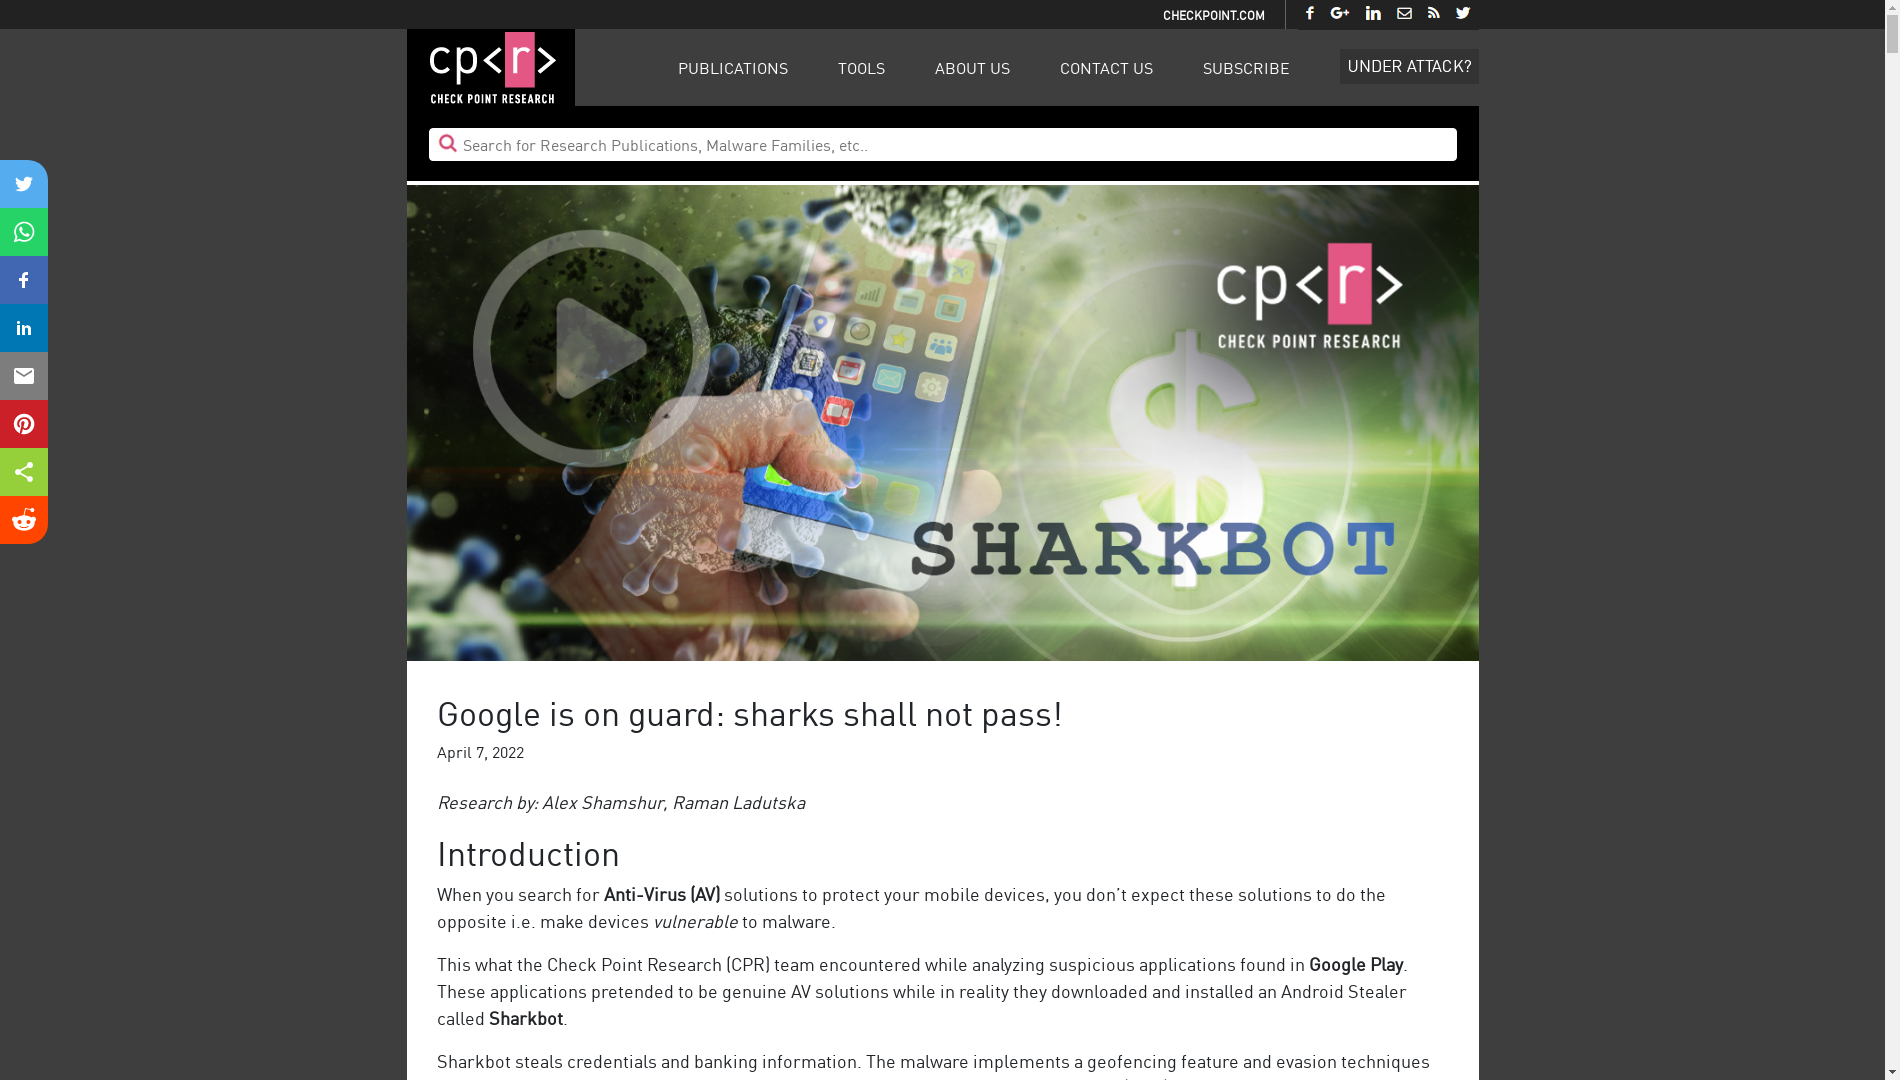 CHECKPOINT.COM
cp<r>
CHECK POINT RESEARCH
PUBLICATIONS
TOOLS
ABOUT US
CONTACT US
SUBSCRIBE
UNDER ATTACK?
Search for Research Publications, Malware Families, etc..
cp<r>
CHECK POINT RESEARCH
$
SHARKBOT
Google is on guard: sharks shall not pass!
April 7, 2022
Research by: Alex Shamshur, Raman Ladutska
Introduction
When you search for Anti-Virus (AV) solutions to protect your mobile devices, you don’t expect these solutions to do the
opposite i.e. make devices vulnerable to malware.
This what the Check Point Research (CPR) team encountered while analyzing suspicious applications found in Google Play.
These applications pretended to be genuine AV solutions while in reality they downloaded and installed an Android Stealer
called Sharkbot.
Sharkbot steals credentials and banking information. The malware implements a geofencing feature and evasion techniques